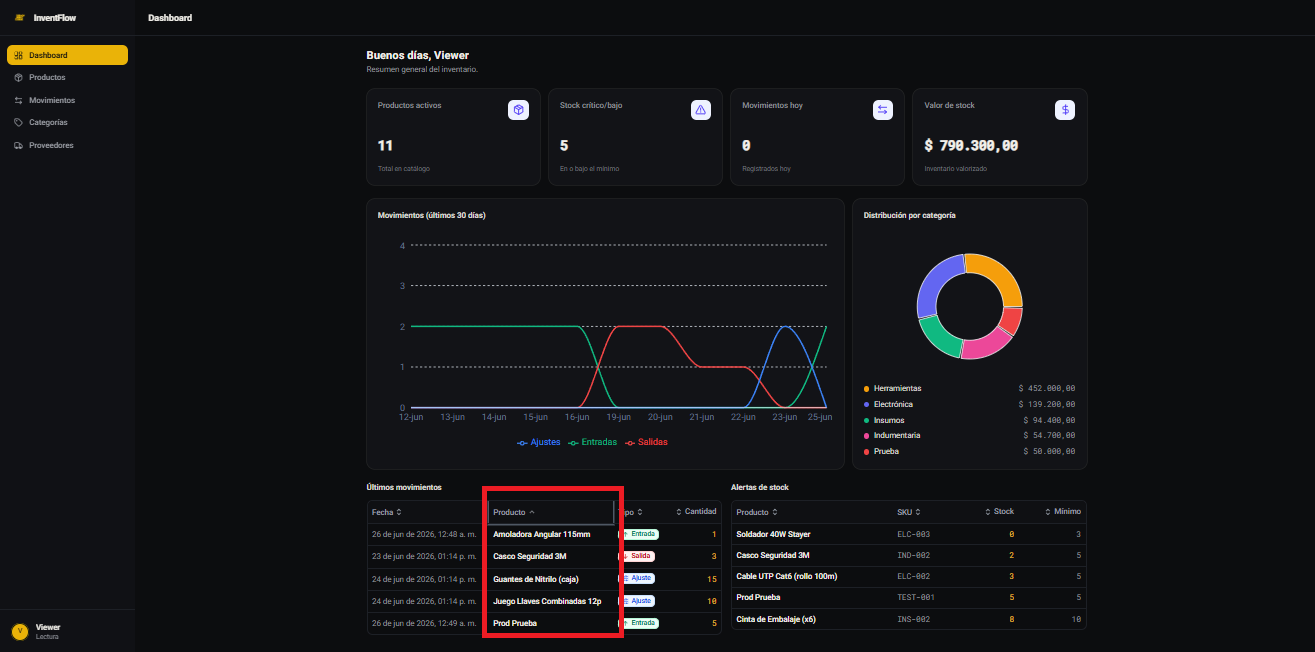 InventFlow
Dashboard
Dashboard
Productos
Movimientos
Categorías
Proveedores
Buenos días, Viewer
Resumen general del inventario.
Productos activos
11
Total en catálogo
Stock crítico/bajo
5
En o bajo el mínimo
Movimientos hoy
0
Registrados hoy
Valor de stock
$ 790.300,00
Inventario valorizado
Movimientos (últimos 30 días)
4
3
2
1
0
12-jun 13-jun 14-jun 15-jun 16-jun 19-jun 20-jun 21-jun 22-jun 23-jun 25-jun
Ajustes Entradas Salidas
Distribución por categoría
Herramientas $ 452.000,00
Electrónica $ 139.200,00
Insumos $ 94.400,00
Indumentaria $ 54.700,00
Prueba $ 50.000,00
Últimos movimientos
Fecha Producto Cantidad
26 de jun de 2026, 12:48 a. m. Amoladora Angular 115mm Entrada 1
23 de jun de 2026, 01:14 p. m. Casco Seguridad 3M Salida 3
24 de jun de 2026, 01:14 p. m. Guantes de Nitrilo (caja) Ajuste 15
24 de jun de 2026, 01:14 p. m. Juego Llaves Combinadas 12p Ajuste 10
26 de jun de 2026, 12:49 a. m. Prod Prueba Entrada 5
Alertas de stock
Producto SKU Stock Mínimo
Soldador 40W Stayer ELC-003 0 3
Casco Seguridad 3M IND-002 2 5
Cable UTP Cat6 (rollo 100m) ELC-002 3 5
Prod Prueba TEST-001 5 5
Cinta de Embalaje (x6) INS-002 8 10
V
Viewer
Lectura